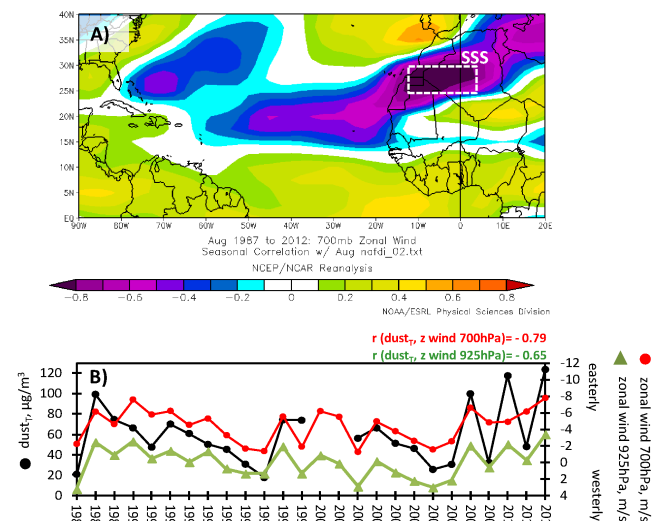 A)
SSS
40N
35N
30N
25N
20N
15N
10N
5N
EQ
90W 80W 70W 60W 50W 40W 30W 20W 10W 0 10E 20E
Aug 1987 to 2012: 700mb Zonal Wind
Seasonal Correlation w/ Aug nafdi_02.txt
NCEP/NCAR Reanalysis
-0.8 -0.6 -0.4 -0.2 0 0.2 0.4 0.6 0.8
NOAA/ESRL Physical Sciences Division
r (dustT, z wind 700hPa)= - 0.79
r (dustT, z wind 925hPa)= - 0.65
B)
dustT, µg/m3
120
100
80
60
40
20
0
-12
-10
-8
-6
-4
-2
0
2
4
easterly
westerly
zonal wind 925hPa, m/s
zonal wind 700hPa, m/s